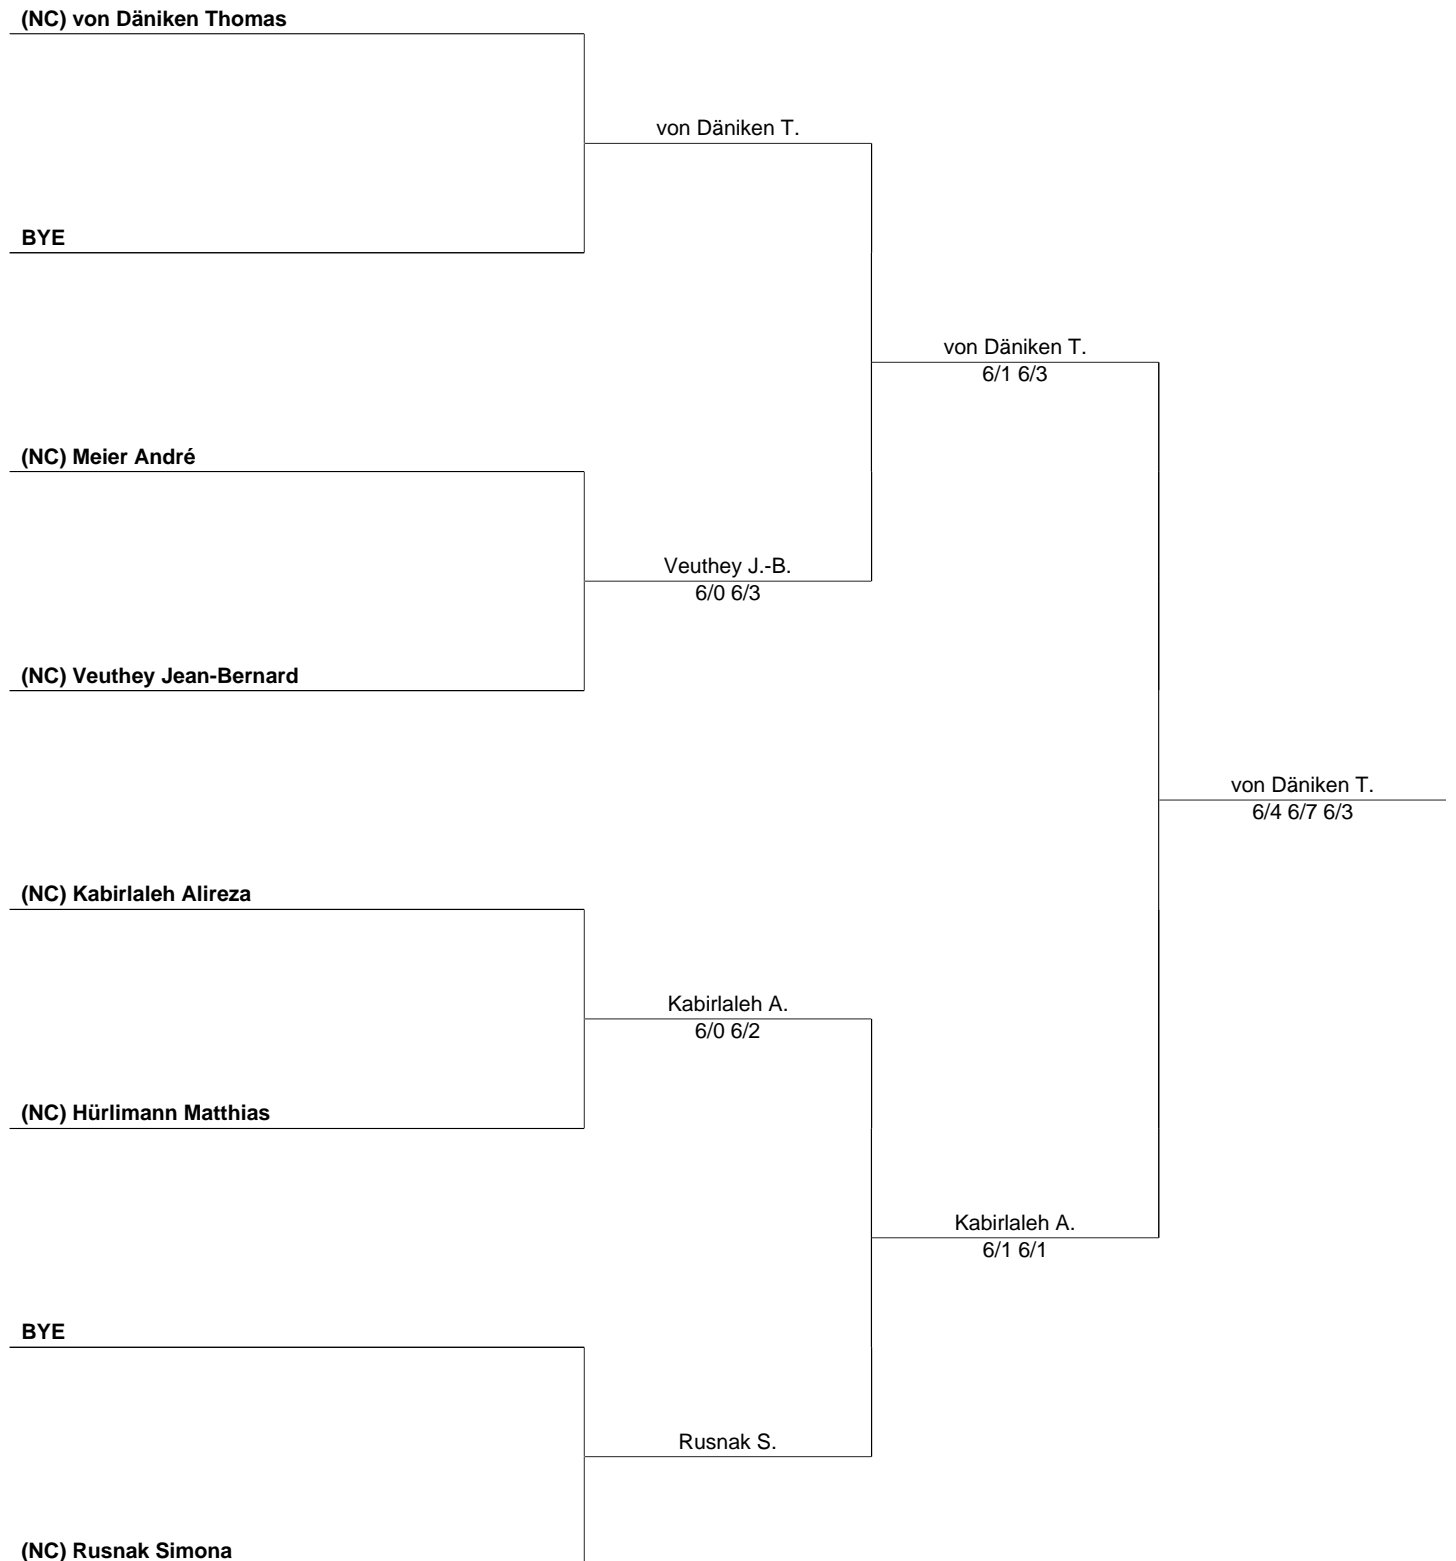 (NC) von Däniken Thomas
von Däniken T.
BYE
von Däniken T.
6/1 6/3
(NC) Meier André
Veuthey J.-B.
6/0 6/3
(NC) Veuthey Jean-Bernard
von Däniken T.
6/4 6/7 6/3
(NC) Kabirlaleh Alireza
Kabirlaleh A.
6/0 6/2
(NC) Hürlimann Matthias
Kabirlaleh A.
6/1 6/1
BYE
Rusnak S.
(NC) Rusnak Simona